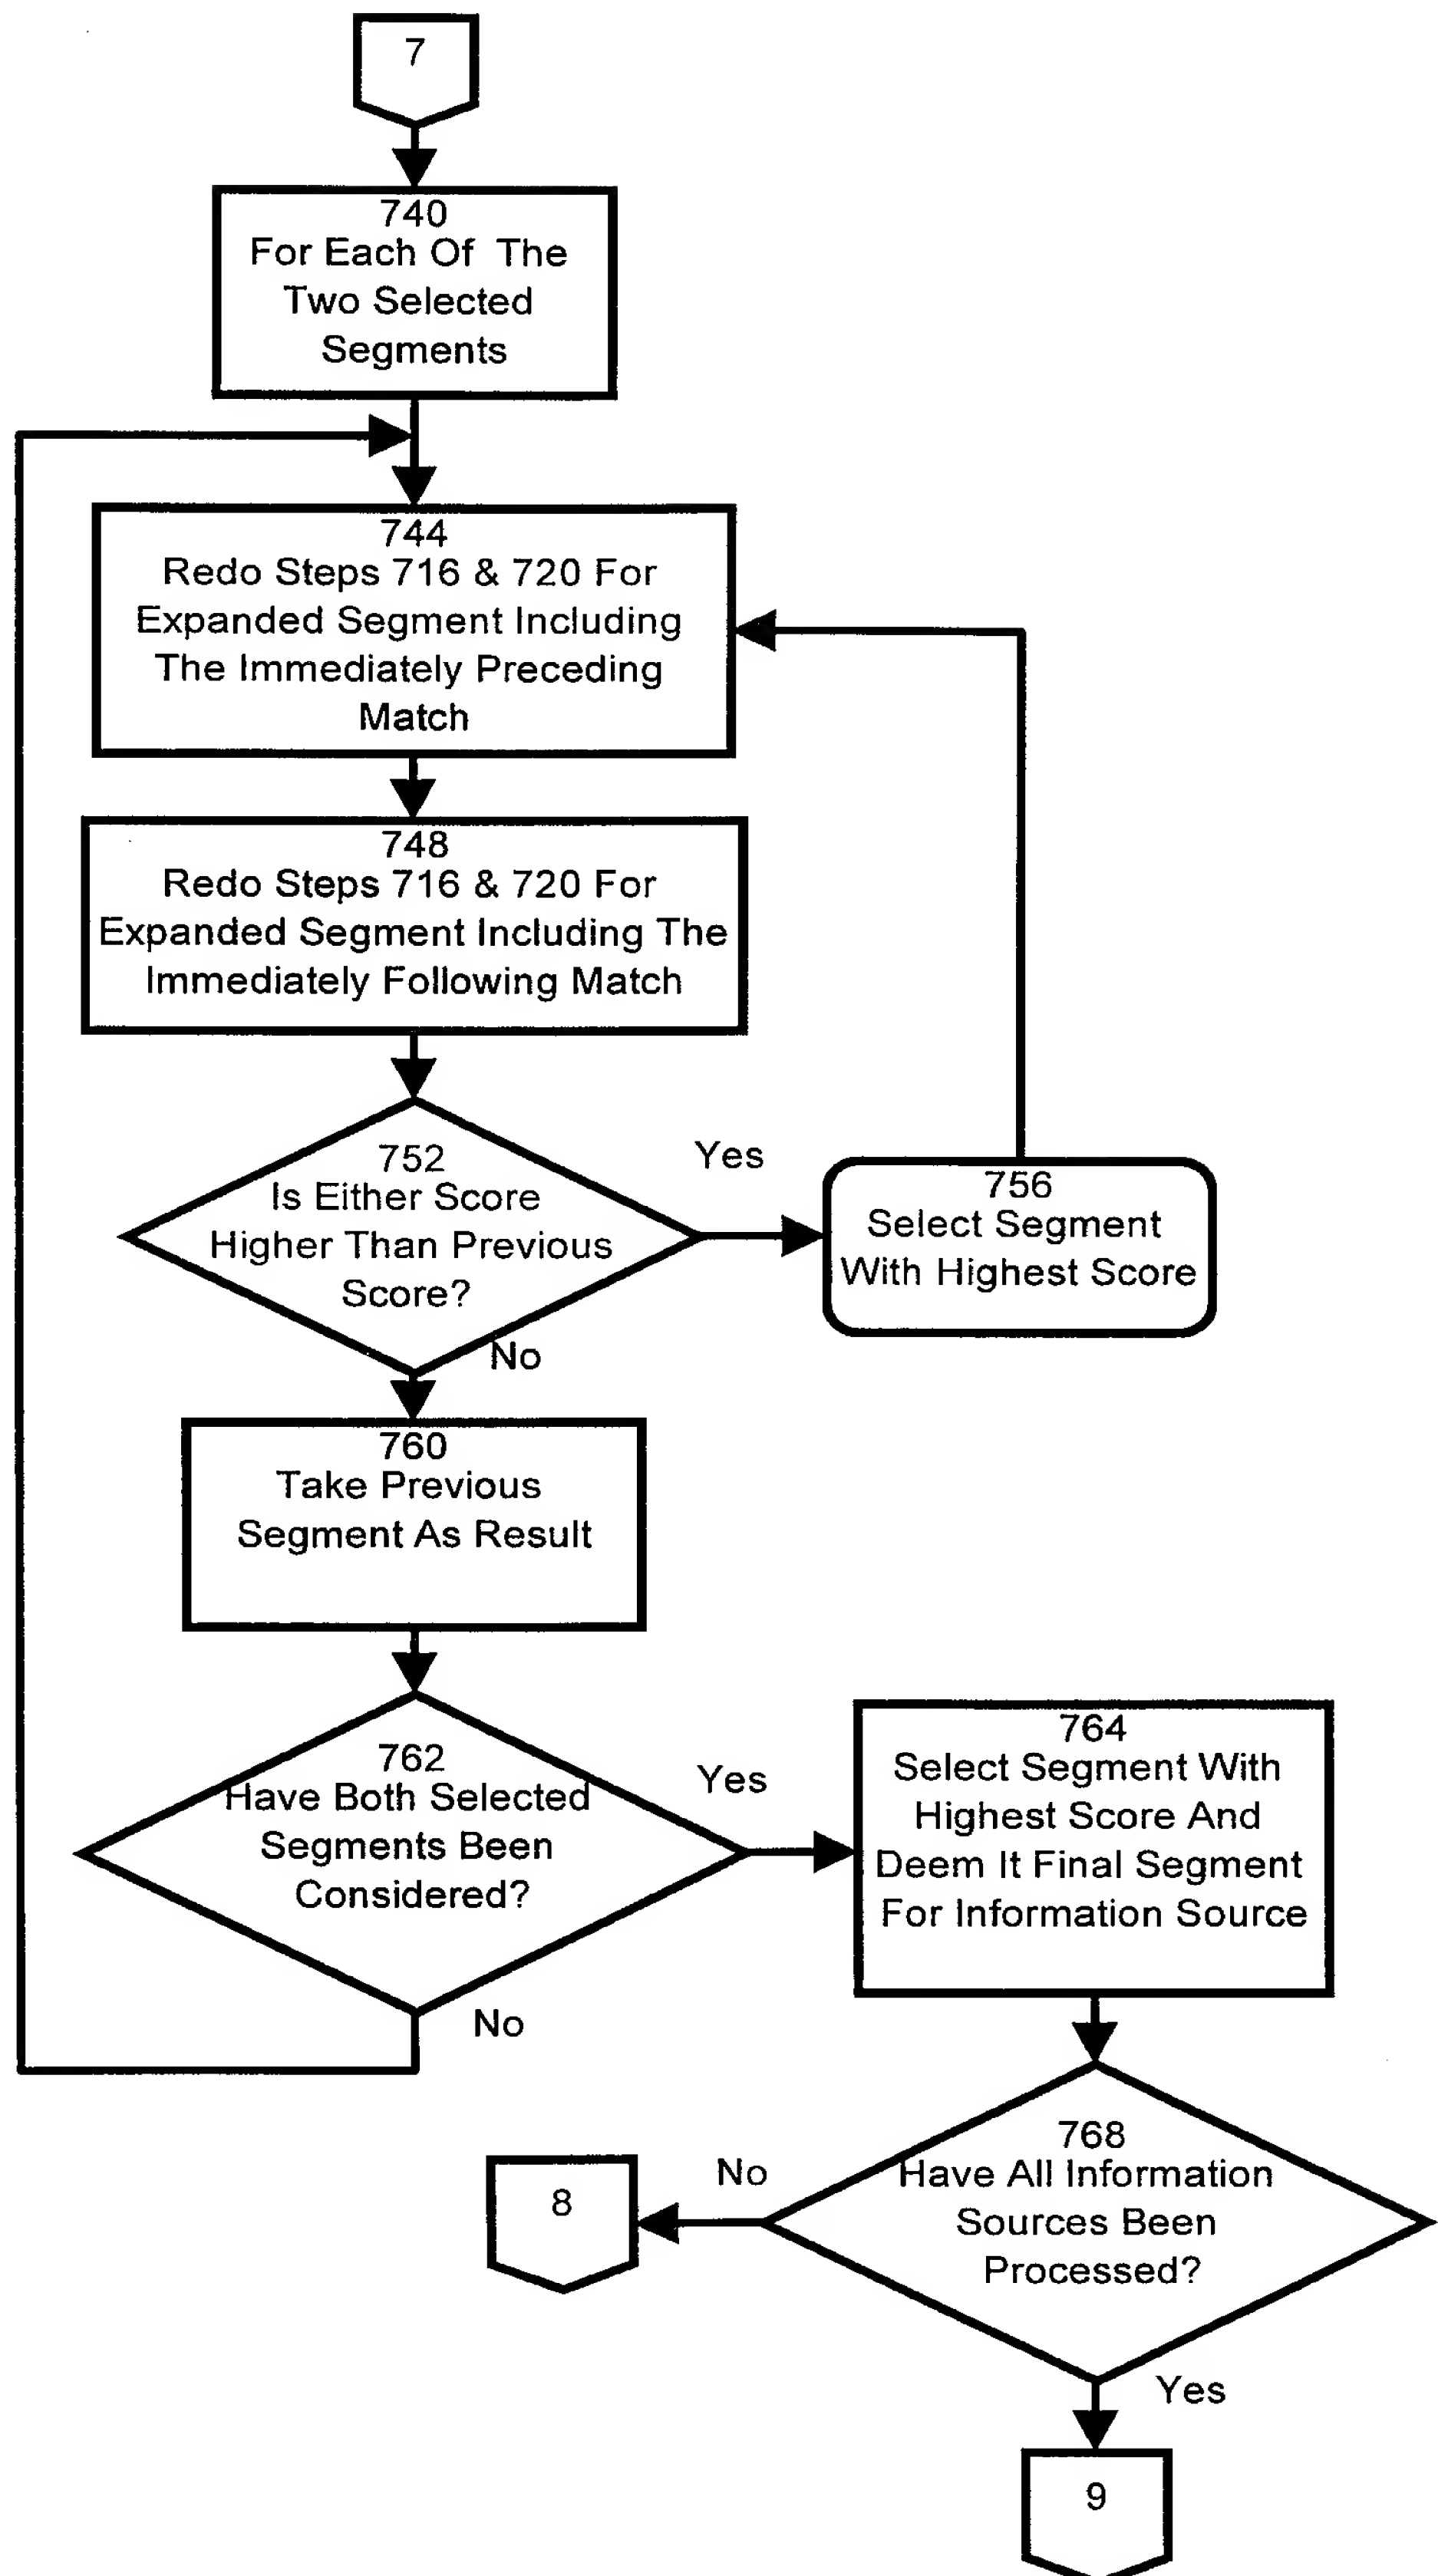 7
740
For Each Of The
Two Selected
Segments
744
Redo Steps 716 & 720 For
Expanded Segment Including
The Immediately Preceding
Match
748
Redo Steps 716 & 720 For
Expanded Segment Including The
Immediately Following Match
752
Is Either Score
Higher Than Previous
Score?
Yes
756
Select Segment
With Highest Score
No
760
Take Previous
Segment As Result
762
Have Both Selected
Segments Been
Considered?
Yes
No
764
Select Segment With
Highest Score And
Deem It Final Segment
For Information Source
768
Have All Information
Sources Been
Processed?
No
8
Yes
9